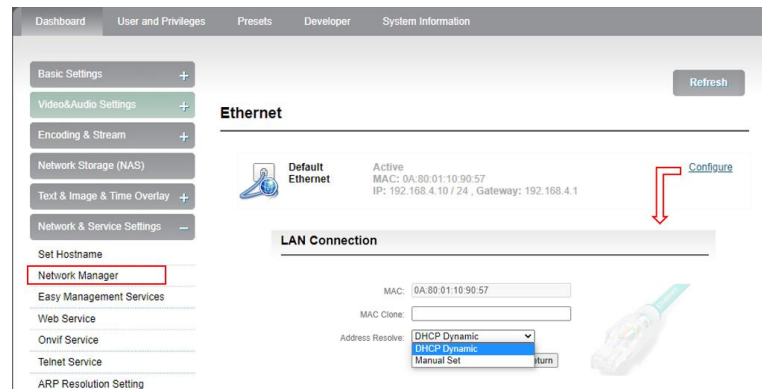 Dashboard User and Privileges Presets Developer System Information
Basic Settings +
Refresh
Video&Audio Settings +
Ethernet
Encoding & Stream +
Network Storage (NAS)
Default Ethernet
Active
MAC: 0A:80:01:10:90:57
IP: 192.168.4.10 / 24 , Gateway: 192.168.4.1
Configure
Text & Image & Time Overlay +
Network & Service Settings −
LAN Connection
Set Hostname
Network Manager
Easy Management Services
Web Service
Onvif Service
Telnet Service
ARP Resolution Setting
MAC: 0A:80:01:10:90:57
MAC Clone:
Address Resolve: DHCP Dynamic
DHCP Dynamic
Manual Set